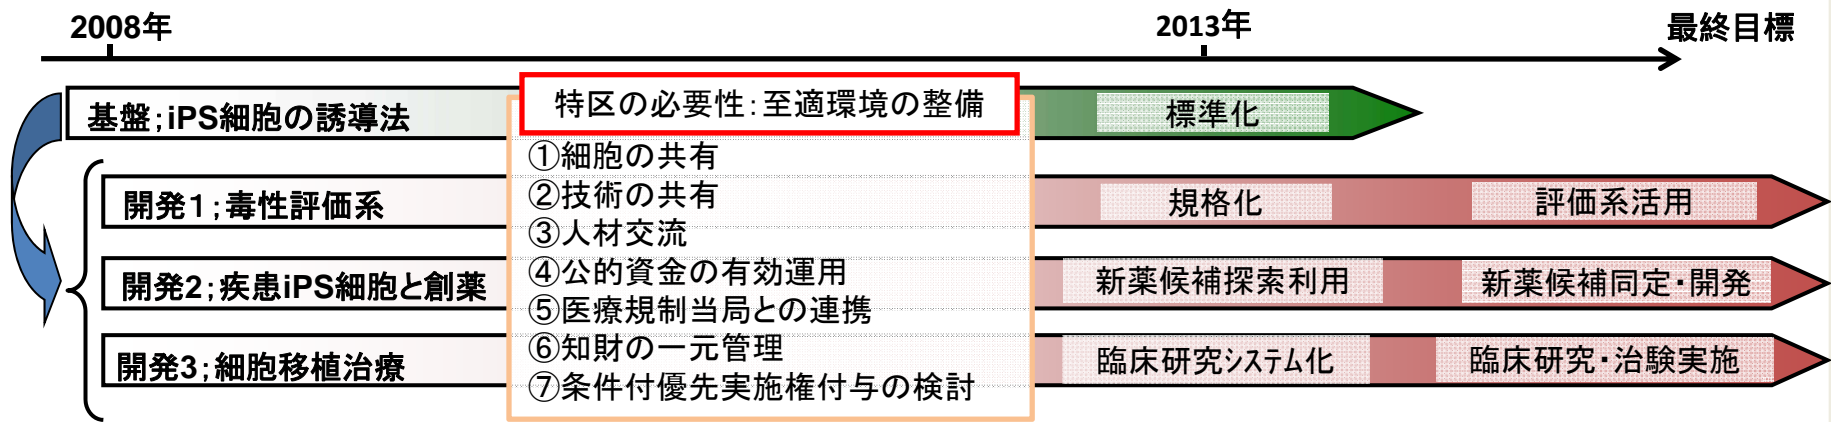 2008年
2013年
最終目標
基盤;iPS細胞の誘導法
特区の必要性:至適環境の整備
標準化
①細胞の共有
②技術の共有
③人材交流
④公的資金の有効運用
⑤医療規制当局との連携
⑥知財の一元管理
⑦条件付優先実施権付与の検討
開発1;毒性評価系
規格化
評価系活用
開発2;疾患iPS細胞と創薬
新薬候補探索利用
新薬候補同定・開発
開発3;細胞移植治療
臨床研究システム化
臨床研究・治験実施